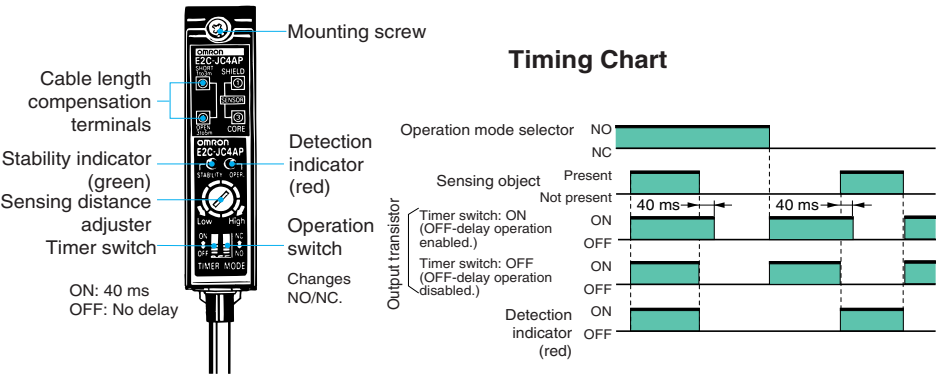 Mounting screw
Cable length
compensation
terminals
Stability indicator
(green)
Sensing distance
adjuster
Timer switch
ON: 40 ms
OFF: No delay
OMRON
E2C-JC4AP
SHORT
1to3m
SHIELD
1
SENSOR
3
OPEN
3to5m
CORE
OMRON
E2C-JC4AP
STABILITY OPER.
Low High
ON NC
OFF NO
TIMER MODE
Detection
indicator
(red)
Operation
switch
Changes
NO/NC.
Timing Chart
Operation mode selector
NO
NC
Sensing object
Present
Not present
40 ms
40 ms
Output transistor
Timer switch: ON
(OFF-delay operation
enabled.)
ON
OFF
Timer switch: OFF
(OFF-delay operation
disabled.)
ON
OFF
Detection
indicator
(red)
ON
OFF